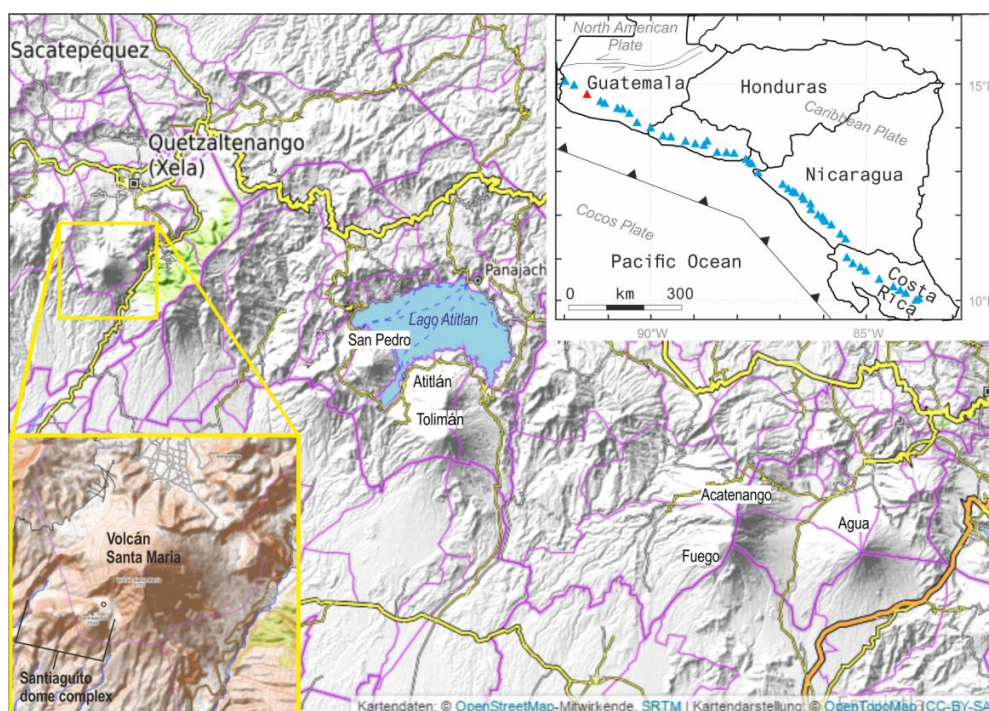 Sacatepéquez
Quetzaltenango
(Xela)
Panajach
Lago Atitlan
San Pedro
Atitlán
Tolimán
Acatenango
Fuego
Agua
North American
Plate
Guatemala
Honduras
Caribbean Plate
Nicaragua
Cocos Plate
Pacific Ocean
Costa
Rica
0 km 300
15°N
10°N
90°W
85°W
Volcán
Santa Maria
Santiaguito
dome complex
Kartendaten: © OpenStreetMap-Mitwirkende, SRTM | Kartendarstellung: © OpenTopoMap (CC-BY-SA